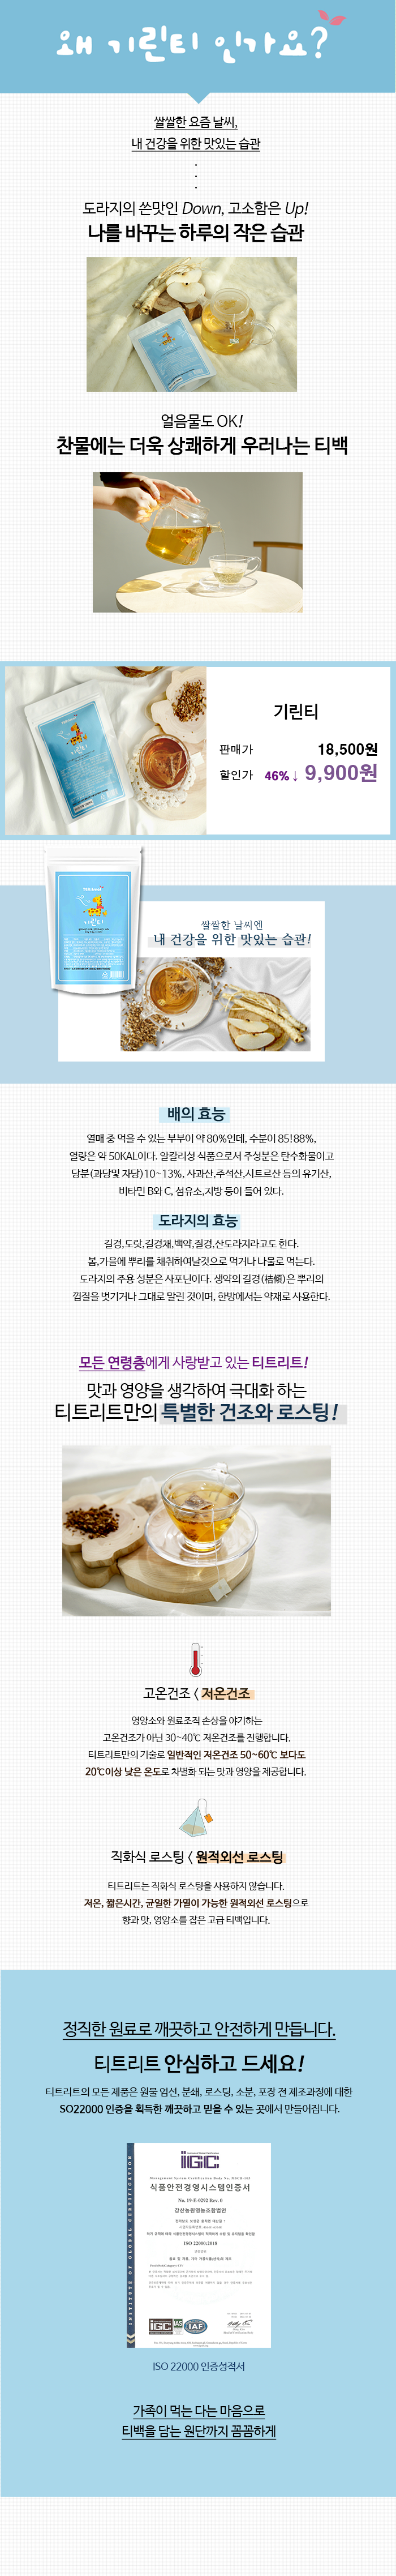 왜 기린티 인가요?
쌀쌀한 요즘 날씨,
내 건강을 위한 맛있는 습관
도라지의 쓴맛인 Down, 고소함은 Up!
나를 바꾸는 하루의 작은 습관
얼음물도 OK!
찬물에는 더욱 상쾌하게 우러나는 티백
기린티
판매가 18,500원
할인가 46%↓ 9,900원
기린티
쌀쌀한 날씨엔
내 건강을 위한 맛있는 습관!
배의 효능
열매 중 먹을 수 있는 부부이 약 80%인데, 수분이 85!88%,
열량은 약 50KAL이다. 알칼리성 식품으로서 주성분은 탄수화물이고
당분(과당및 자당)10~13%, 사과산,주석산,시트르산 등의 유기산,
비타민 B와 C, 섬유소,지방 등이 들어 있다.
도라지의 효능
길경,도랏,길경채,백약,질경,산도라지라고도 한다.
봄,가을에 뿌리를 채취하여날것으로 먹거나 나물로 먹는다.
도라지의 주용 성분은 사포닌이다. 생약의 길경(桔梗)은 뿌리의
껍질을 벗기거나 그대로 말린 것이며, 한방에서는 약재로 사용한다.
모든 연령층에게 사랑받고 있는 티트리트!
맛과 영양을 생각하여 극대화 하는
티트리트만의 특별한 건조와 로스팅!
고온건조 < 저온건조
영양소와 원료조직 손상을 야기하는
고온건조가 아닌 30~40℃ 저온건조를 진행합니다.
티트리트만의 기술로 일반적인 저온건조 50~60℃ 보다도
20℃이상 낮은 온도로 차별화 되는 맛과 영양을 제공합니다.
직화식 로스팅 < 원적외선 로스팅
티트리트는 직화식 로스팅을 사용하지 않습니다.
저온, 짧은시간, 균일한 가열이 가능한 원적외선 로스팅으로
향과 맛, 영양소를 잡은 고급 티백입니다.
정직한 원료로 깨끗하고 안전하게 만듭니다.
티트리트 안심하고 드세요!
티트리트의 모든 제품은 원물 엄선, 분쇄, 로스팅, 소분, 포장 전 제조과정에 대한
SO22000 인증을 획득한 깨끗하고 믿을 수 있는 곳에서 만들어집니다.
IGC
INSTITUTE OF GLOBAL CERTIFICATION
식품안전경영시스템인증서
No. 19-E-0292 Rev. 0
강산농원영농조합법인
ISO 22000:2018
IGC
IAF
ISO 22000 인증성적서
가족이 먹는 다는 마음으로
티백을 담는 원단까지 꼼꼼하게